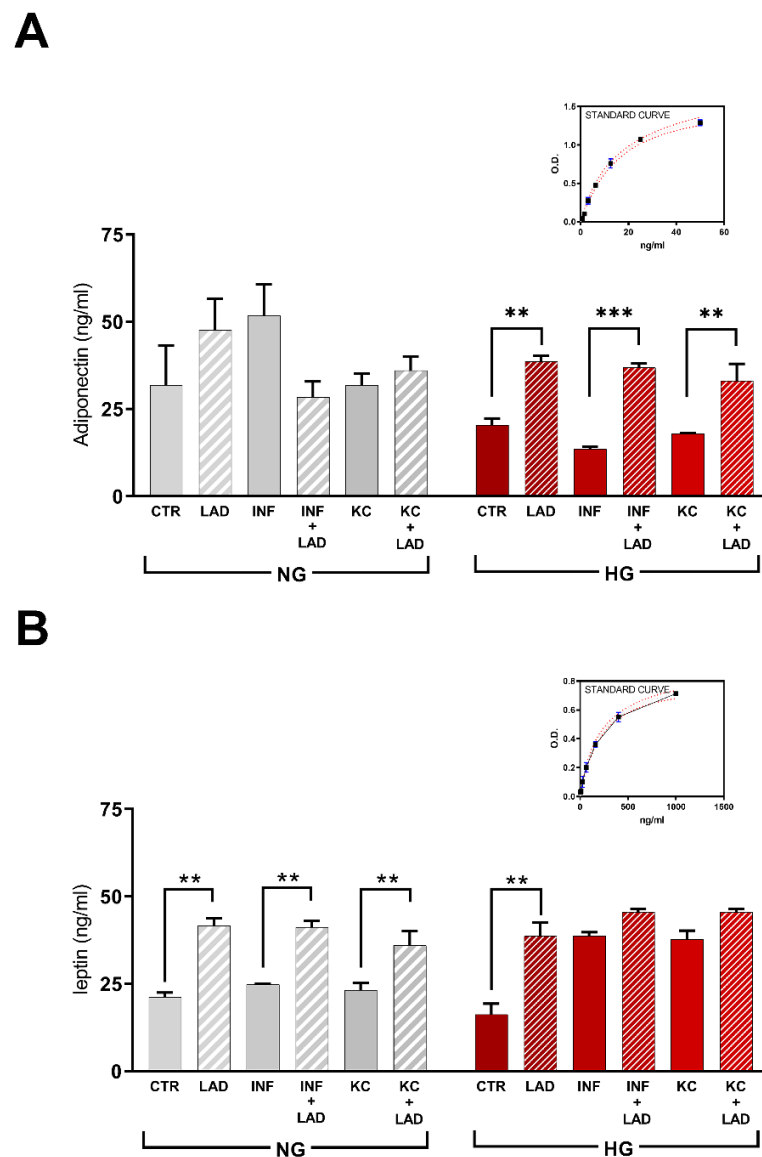 A
STANDARD CURVE
1.5
1.0
0.5
0.0
O.D.
0 20 40 60
ng/ml
75
50
25
0
Adiponectin (ng/ml)
** *** **
CTR LAD INF INF + LAD KC KC + LAD CTR LAD INF INF + LAD KC KC + LAD
NG HG
B
STANDARD CURVE
0.8
0.6
0.4
0.2
0.0
O.D.
0 500 1000 1500
ng/ml
75
50
25
0
leptin (ng/ml)
** ** ** **
CTR LAD INF INF + LAD KC KC + LAD CTR LAD INF INF + LAD KC KC + LAD
NG HG